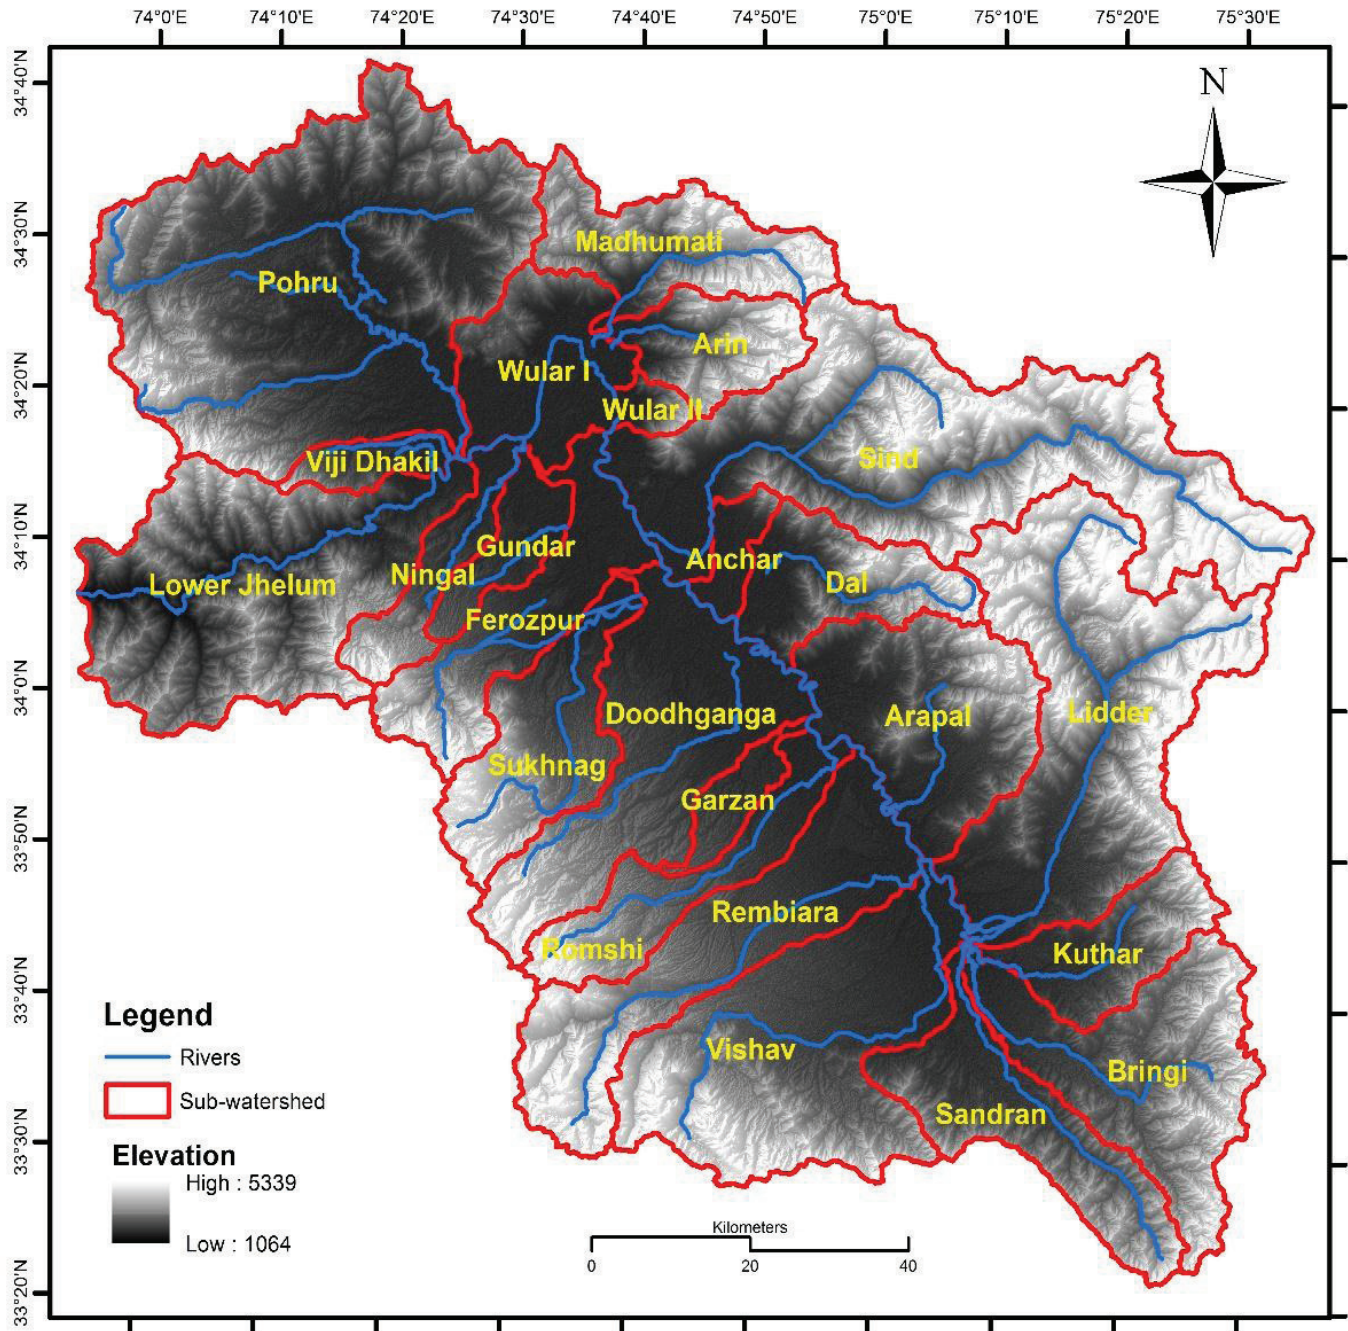 74°0'E 74°10'E 74°20'E 74°30'E 74°40'E 74°50'E 75°0'E 75°10'E 75°20'E 75°30'E
34°40'N
34°30'N
34°20'N
34°10'N
34°0'N
33°50'N
33°40'N
33°30'N
33°20'N
N
Madhumati
Pohru
Arin
Wular I
Wular II
Viji Dhakil
Sind
Gundar
Anchar
Ningal
Lower Jhelum
Dal
Ferozpur
Doodhganga
Arapal
Lidder
Sukhnag
Garzan
Rembiara
Romshi
Kuthar
Vishav
Bringi
Sandran
Legend
Rivers
Sub-watershed
Elevation
High : 5339
Low : 1064
Kilometers
0 20 40